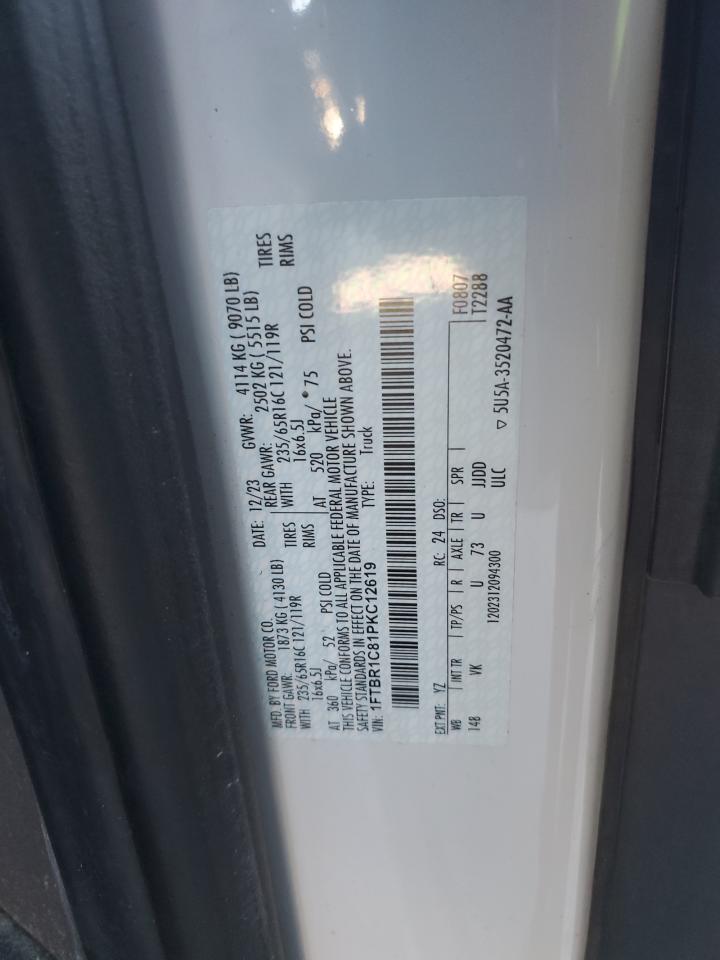 MFD. BY FORD MOTOR CO.
DATE: 12/23 GVWR: 4114 KG ( 9070 LB)
FRONT GAWR: 1873 KG ( 4130 LB)
REAR GAWR: 2502 KG ( 5515 LB)
WITH 235/65R16C 121/119R TIRES
WITH 235/65R16C 121/119R TIRES
16x6.5J RIMS
16x6.5J RIMS
AT 360 kPa/ 52 PSI COLD
AT 520 kPa/ 75 PSI COLD
THIS VEHICLE CONFORMS TO ALL APPLICABLE FEDERAL MOTOR VEHICLE
SAFETY STANDARDS IN EFFECT ON THE DATE OF MANUFACTURE SHOWN ABOVE.
VIN: 1FTBR1C81PKC12619
TYPE: Truck
EXT PNT: YZ RC: 24 DSO: F0807
WB INT TR TP/PS R AXLE TR SPR T2288
148 VK U 73 U JJDD
1202312094300 ULC
▽ 5U5A-3520472-AA